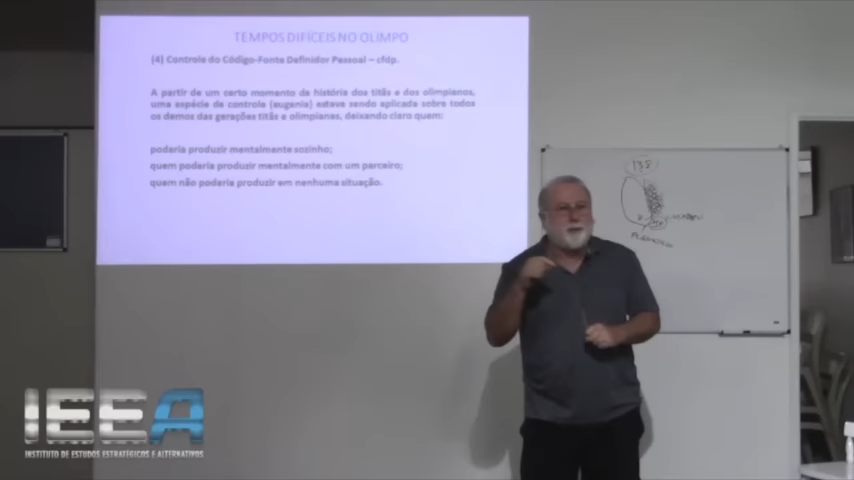 TEMPOS DIFÍCEIS NO OLIMPO
(4) Controle do Código-Fonte Definidor Pessoal – cfdp.
A partir de um certo momento da história dos titãs e dos olimpianos,
uma espécie de controle (eugenia) estava sendo aplicada sobre todos
os demos das gerações titãs e olimpianas, deixando claro quem:
poderia produzir mentalmente sozinho;
quem poderia produzir mentalmente com um parceiro;
quem não poderia produzir em nenhuma situação.
IEEA
INSTITUTO DE ESTUDOS ESTRATÉGICOS E ALTERNATIVOS